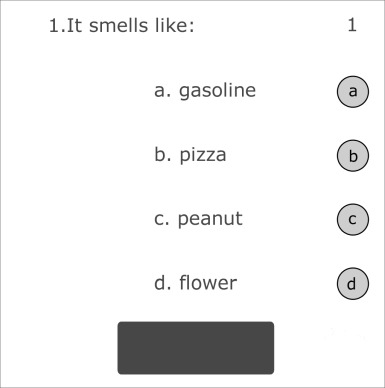 1.It smells like: 1
a. gasoline a
b. pizza b
c. peanut c
d. flower d